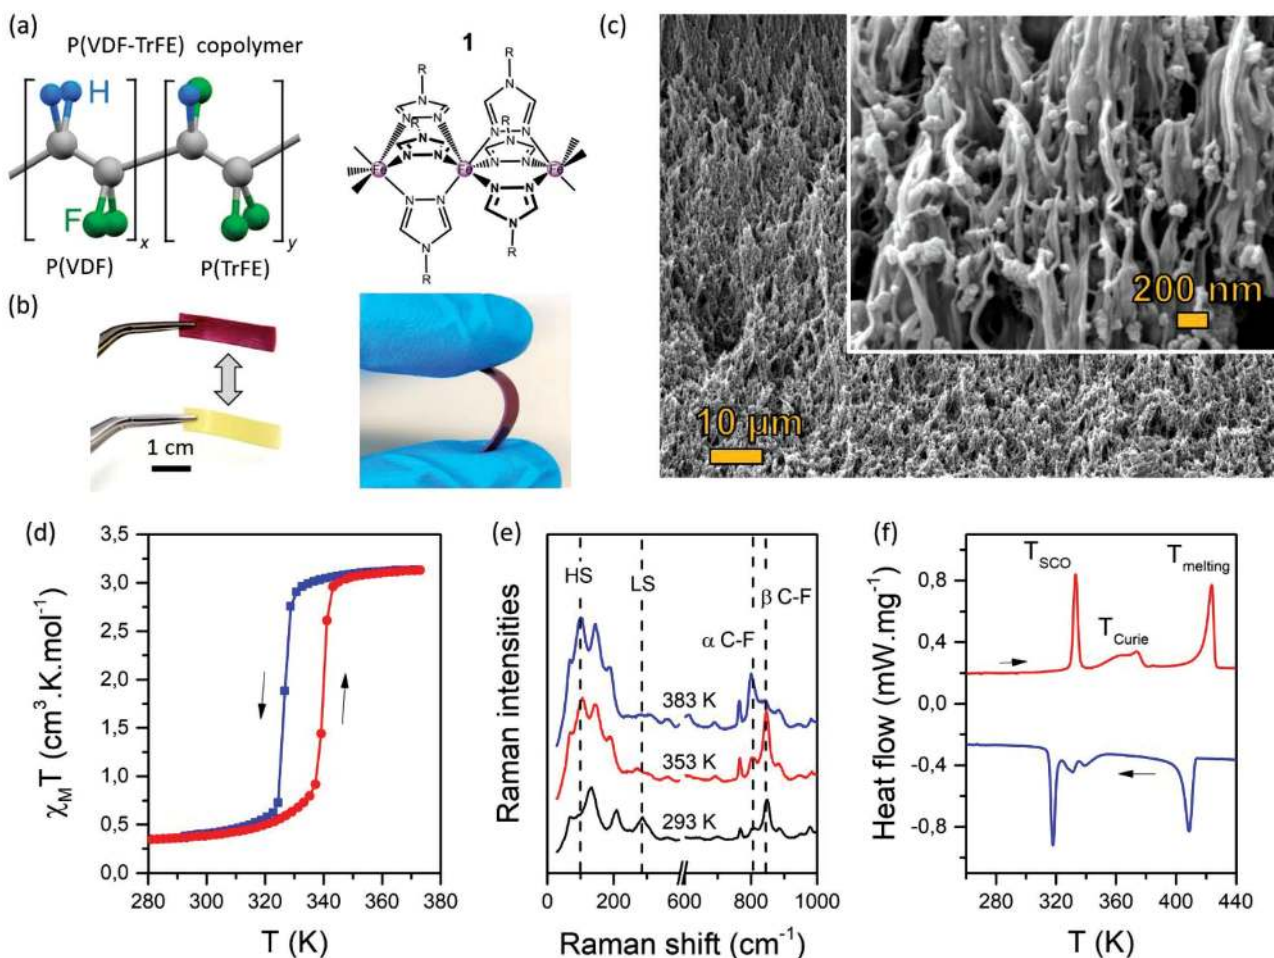 (a)
P(VDF-TrFE) copolymer
H
F
x
y
P(VDF)
P(TrFE)
1
R
N
N N
R
N
N N
Fe
Fe
Fe
R
N
N N
R
N
N N
N N
N
R
N N
N
R
(b)
1 cm
(c)
10 µm
200 nm
(d)
3,5
3,0
2,5
2,0
1,5
1,0
0,5
0,0
280 300 320 340 360 380
χMT (cm³.K.mol⁻¹)
T (K)
(e)
HS
LS
α C-F
β C-F
383 K
353 K
293 K
0 200 400 600 800 1000
Raman intensities
Raman shift (cm⁻¹)
(f)
TSCO
TCurie
Tmelting
0,8
0,4
0,0
-0,4
-0,8
280 320 360 400 440
Heat flow (mW.mg⁻¹)
T (K)